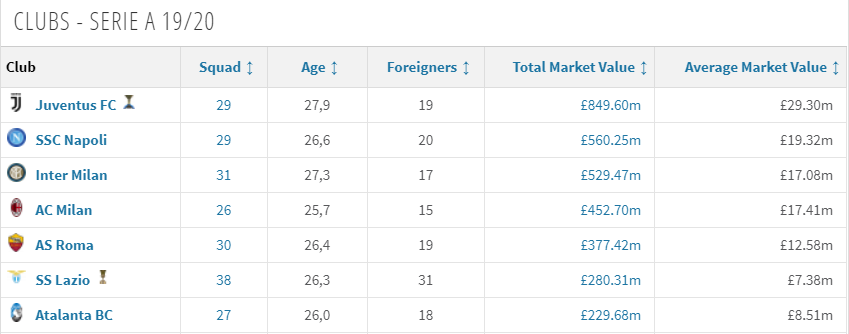 CLUBS - SERIE A 19/20
Club Squad Age Foreigners Total Market Value Average Market Value
Juventus FC 29 27,9 19 £849.60m £29.30m
SSC Napoli 29 26,6 20 £560.25m £19.32m
Inter Milan 31 27,3 17 £529.47m £17.08m
AC Milan 26 25,7 15 £452.70m £17.41m
AS Roma 30 26,4 19 £377.42m £12.58m
SS Lazio 38 26,3 31 £280.31m £7.38m
Atalanta BC 27 26,0 18 £229.68m £8.51m